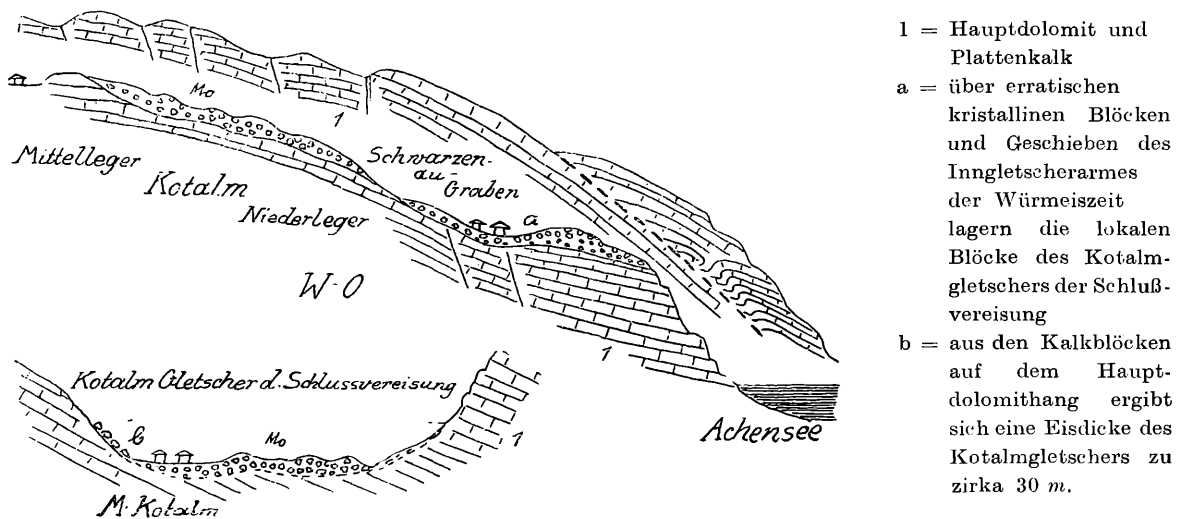 Mo
1
Mittelleger
Kotalm
Niederleger
Schwarzen-
au-
Graben
a
W-O
1
Achensee
Kotalm Gletscher d. Schlussvereisung
b
Mo
1
M. Kotalm
1 = Hauptdolomit und
Plattenkalk
a = über erratischen
kristallinen Blöcken
und Geschieben des
Inngletscherarmes
der Würmeiszeit
lagern die lokalen
Blöcke des Kotalm-
gletschers der Schluß-
vereisung
b = aus den Kalkblöcken
auf dem Haupt-
dolomithang ergibt
sich eine Eisdicke des
Kotalmgletschers zu
zirka 30 m.